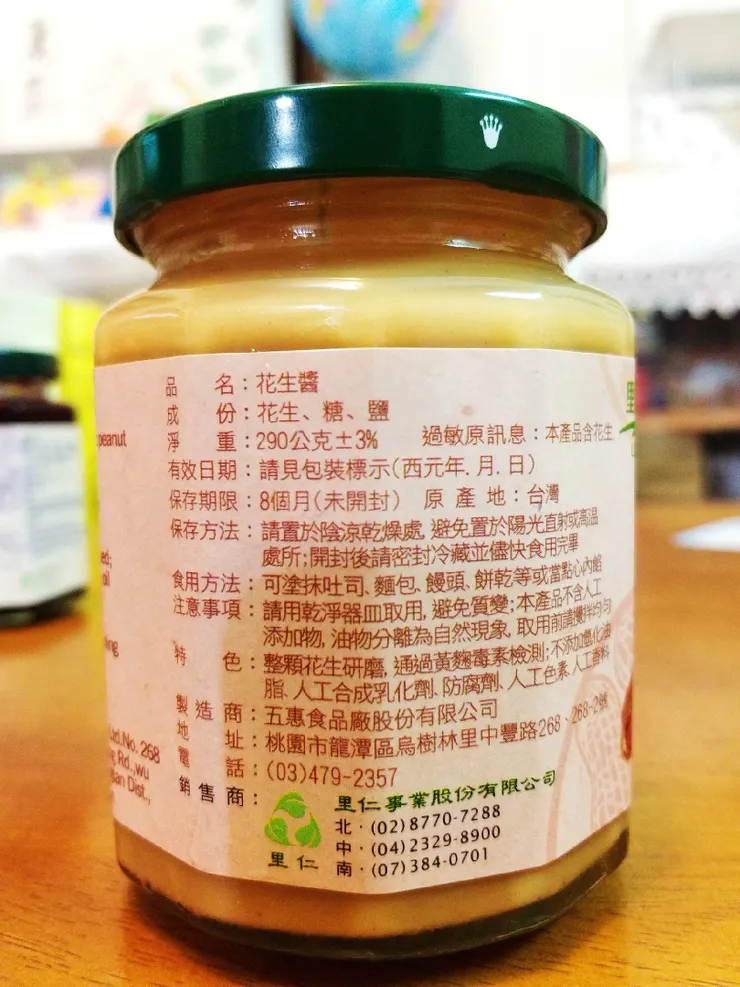 品 名：花生醬
成 份：花生、糖、鹽
淨 重：290公克±3% 過敏原訊息：本產品含花生
有效日期：請見包裝標示(西元年.月.日)
保存期限：8個月(未開封) 原產地：台灣
保存方法：請置於陰涼乾燥處,避免置於陽光直射或高溫
處所;開封後請密封冷藏並儘快食用完畢
食用方法：可塗抹吐司、麵包、饅頭、餅乾等或當點心內餡
注意事項：請用乾淨器皿取用,避免質變;本產品不含人工
添加物,油物分離為自然現象,取用前請攪拌均勻
特 色：整顆花生研磨,通過黃麴毒素檢測;不添加氫化油
脂、人工合成乳化劑、防腐劑、人工色素、人工香料
製造商：五惠食品廠股份有限公司
地 址：桃園市龍潭區烏樹林里中豐路268、268-2號
電 話：(03)479-2357
銷售商：
里仁
里仁事業股份有限公司
北·(02)8770-7288
中·(04)2329-8900
南·(07)384-0701
peanut
ed;
oil
king
Ltd.No. 268
g Rd.,wu
tan Dist.,
里